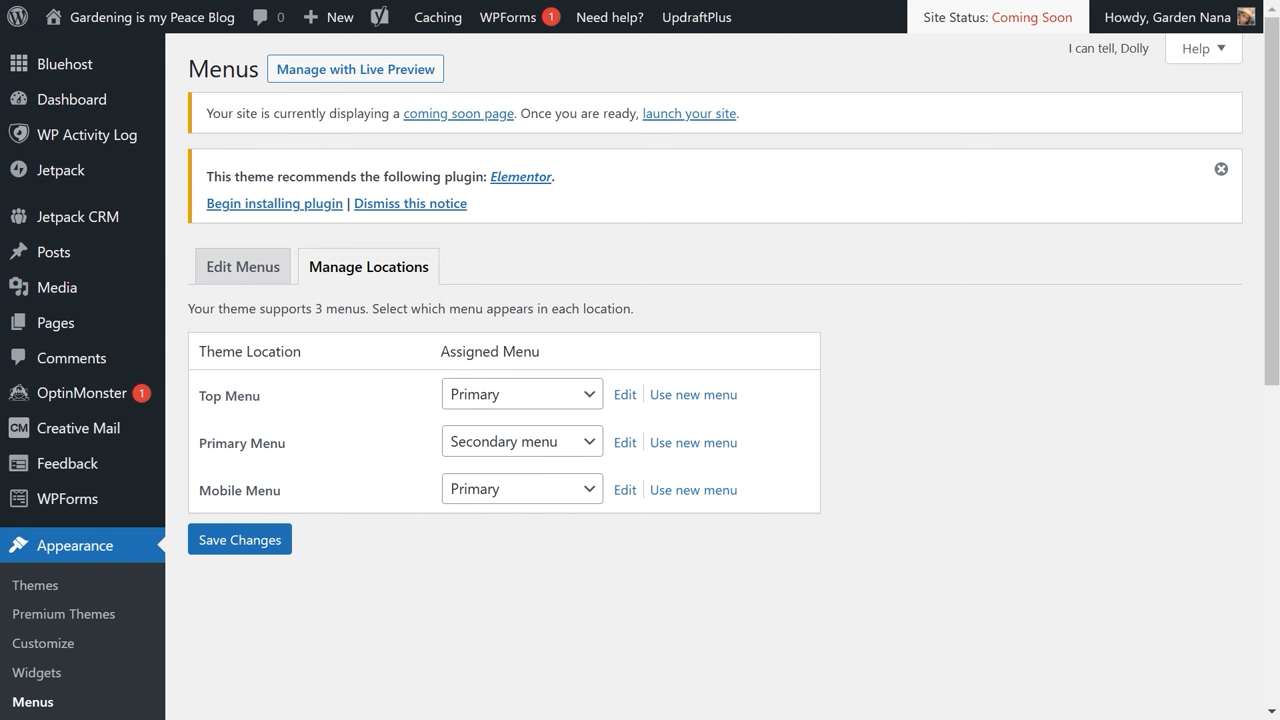 Gardening is my Peace Blog 0 New Caching WPForms 1 Need help? UpdraftPlus Site Status: Coming Soon Howdy, Garden Nana
I can tell, Dolly Help
Bluehost
Dashboard
WP Activity Log
Jetpack
Jetpack CRM
Posts
Media
Pages
Comments
OptinMonster 1
CM Creative Mail
Feedback
WPForms
Appearance
Themes
Premium Themes
Customize
Widgets
Menus
Menus Manage with Live Preview
Your site is currently displaying a coming soon page. Once you are ready, launch your site.
This theme recommends the following plugin: Elementor.
Begin installing plugin | Dismiss this notice
Edit Menus Manage Locations
Your theme supports 3 menus. Select which menu appears in each location.
Theme Location Assigned Menu
Top Menu Primary Edit Use new menu
Primary Menu Secondary menu Edit Use new menu
Mobile Menu Primary Edit Use new menu
Save Changes